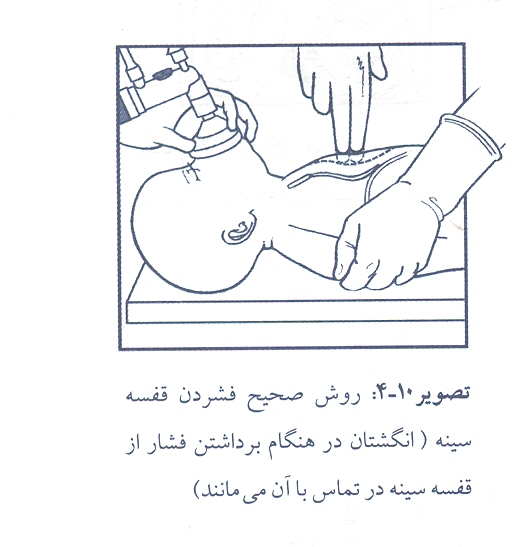 تصویر۱۰-۴: روش صحیح فشردن قفسه
سینه ( انگشتان در هنگام برداشتن فشار از
قفسه سینه در تماس با آن می‌مانند)